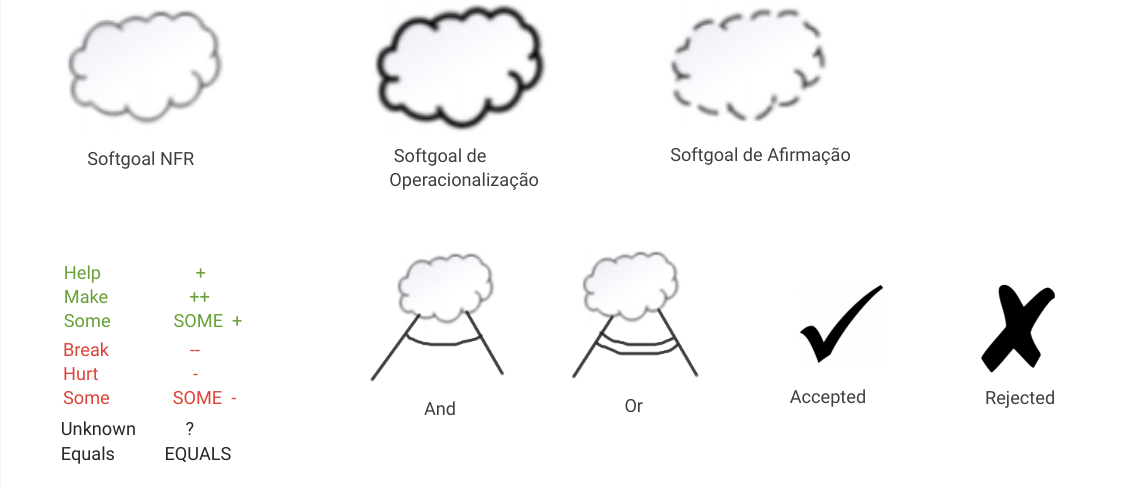 Softgoal NFR
Softgoal de
Operacionalização
Softgoal de Afirmação
Help +
Make ++
Some SOME +
Break --
Hurt -
Some SOME -
Unknown ?
Equals EQUALS
And
Or
Accepted
Rejected